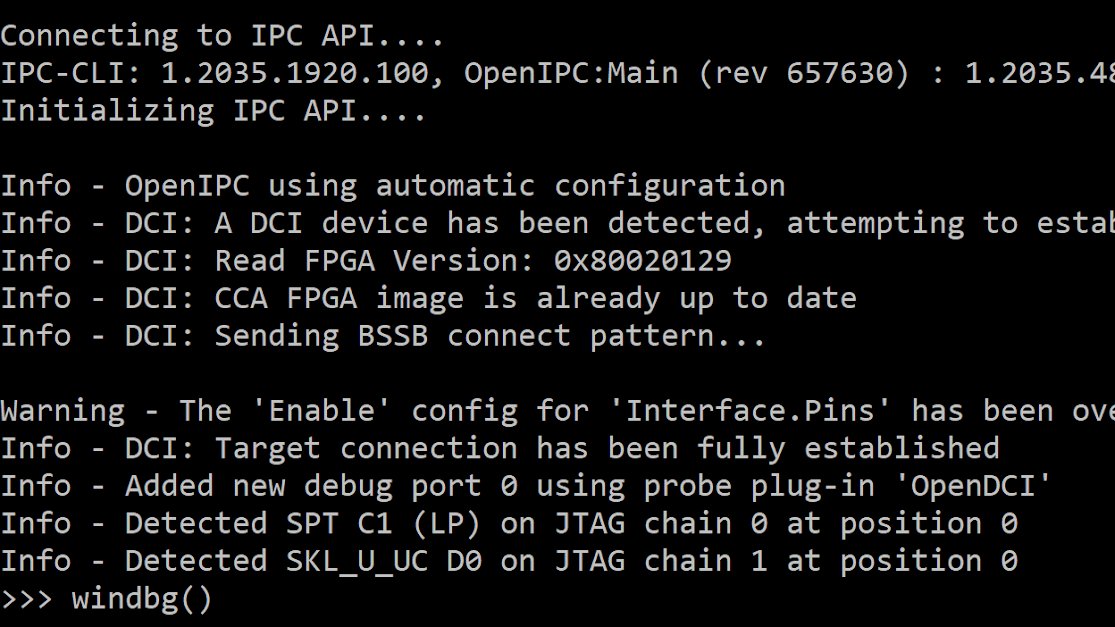 Connecting to IPC API....
IPC-CLI: 1.2035.1920.100, OpenIPC:Main (rev 657630) : 1.2035.48
Initializing IPC API....
Info - OpenIPC using automatic configuration
Info - DCI: A DCI device has been detected, attempting to estab
Info - DCI: Read FPGA Version: 0x80020129
Info - DCI: CCA FPGA image is already up to date
Info - DCI: Sending BSSB connect pattern...
Warning - The 'Enable' config for 'Interface.Pins' has been ove
Info - DCI: Target connection has been fully established
Info - Added new debug port 0 using probe plug-in 'OpenDCI'
Info - Detected SPT C1 (LP) on JTAG chain 0 at position 0
Info - Detected SKL_U_UC D0 on JTAG chain 1 at position 0
>>> windbg()